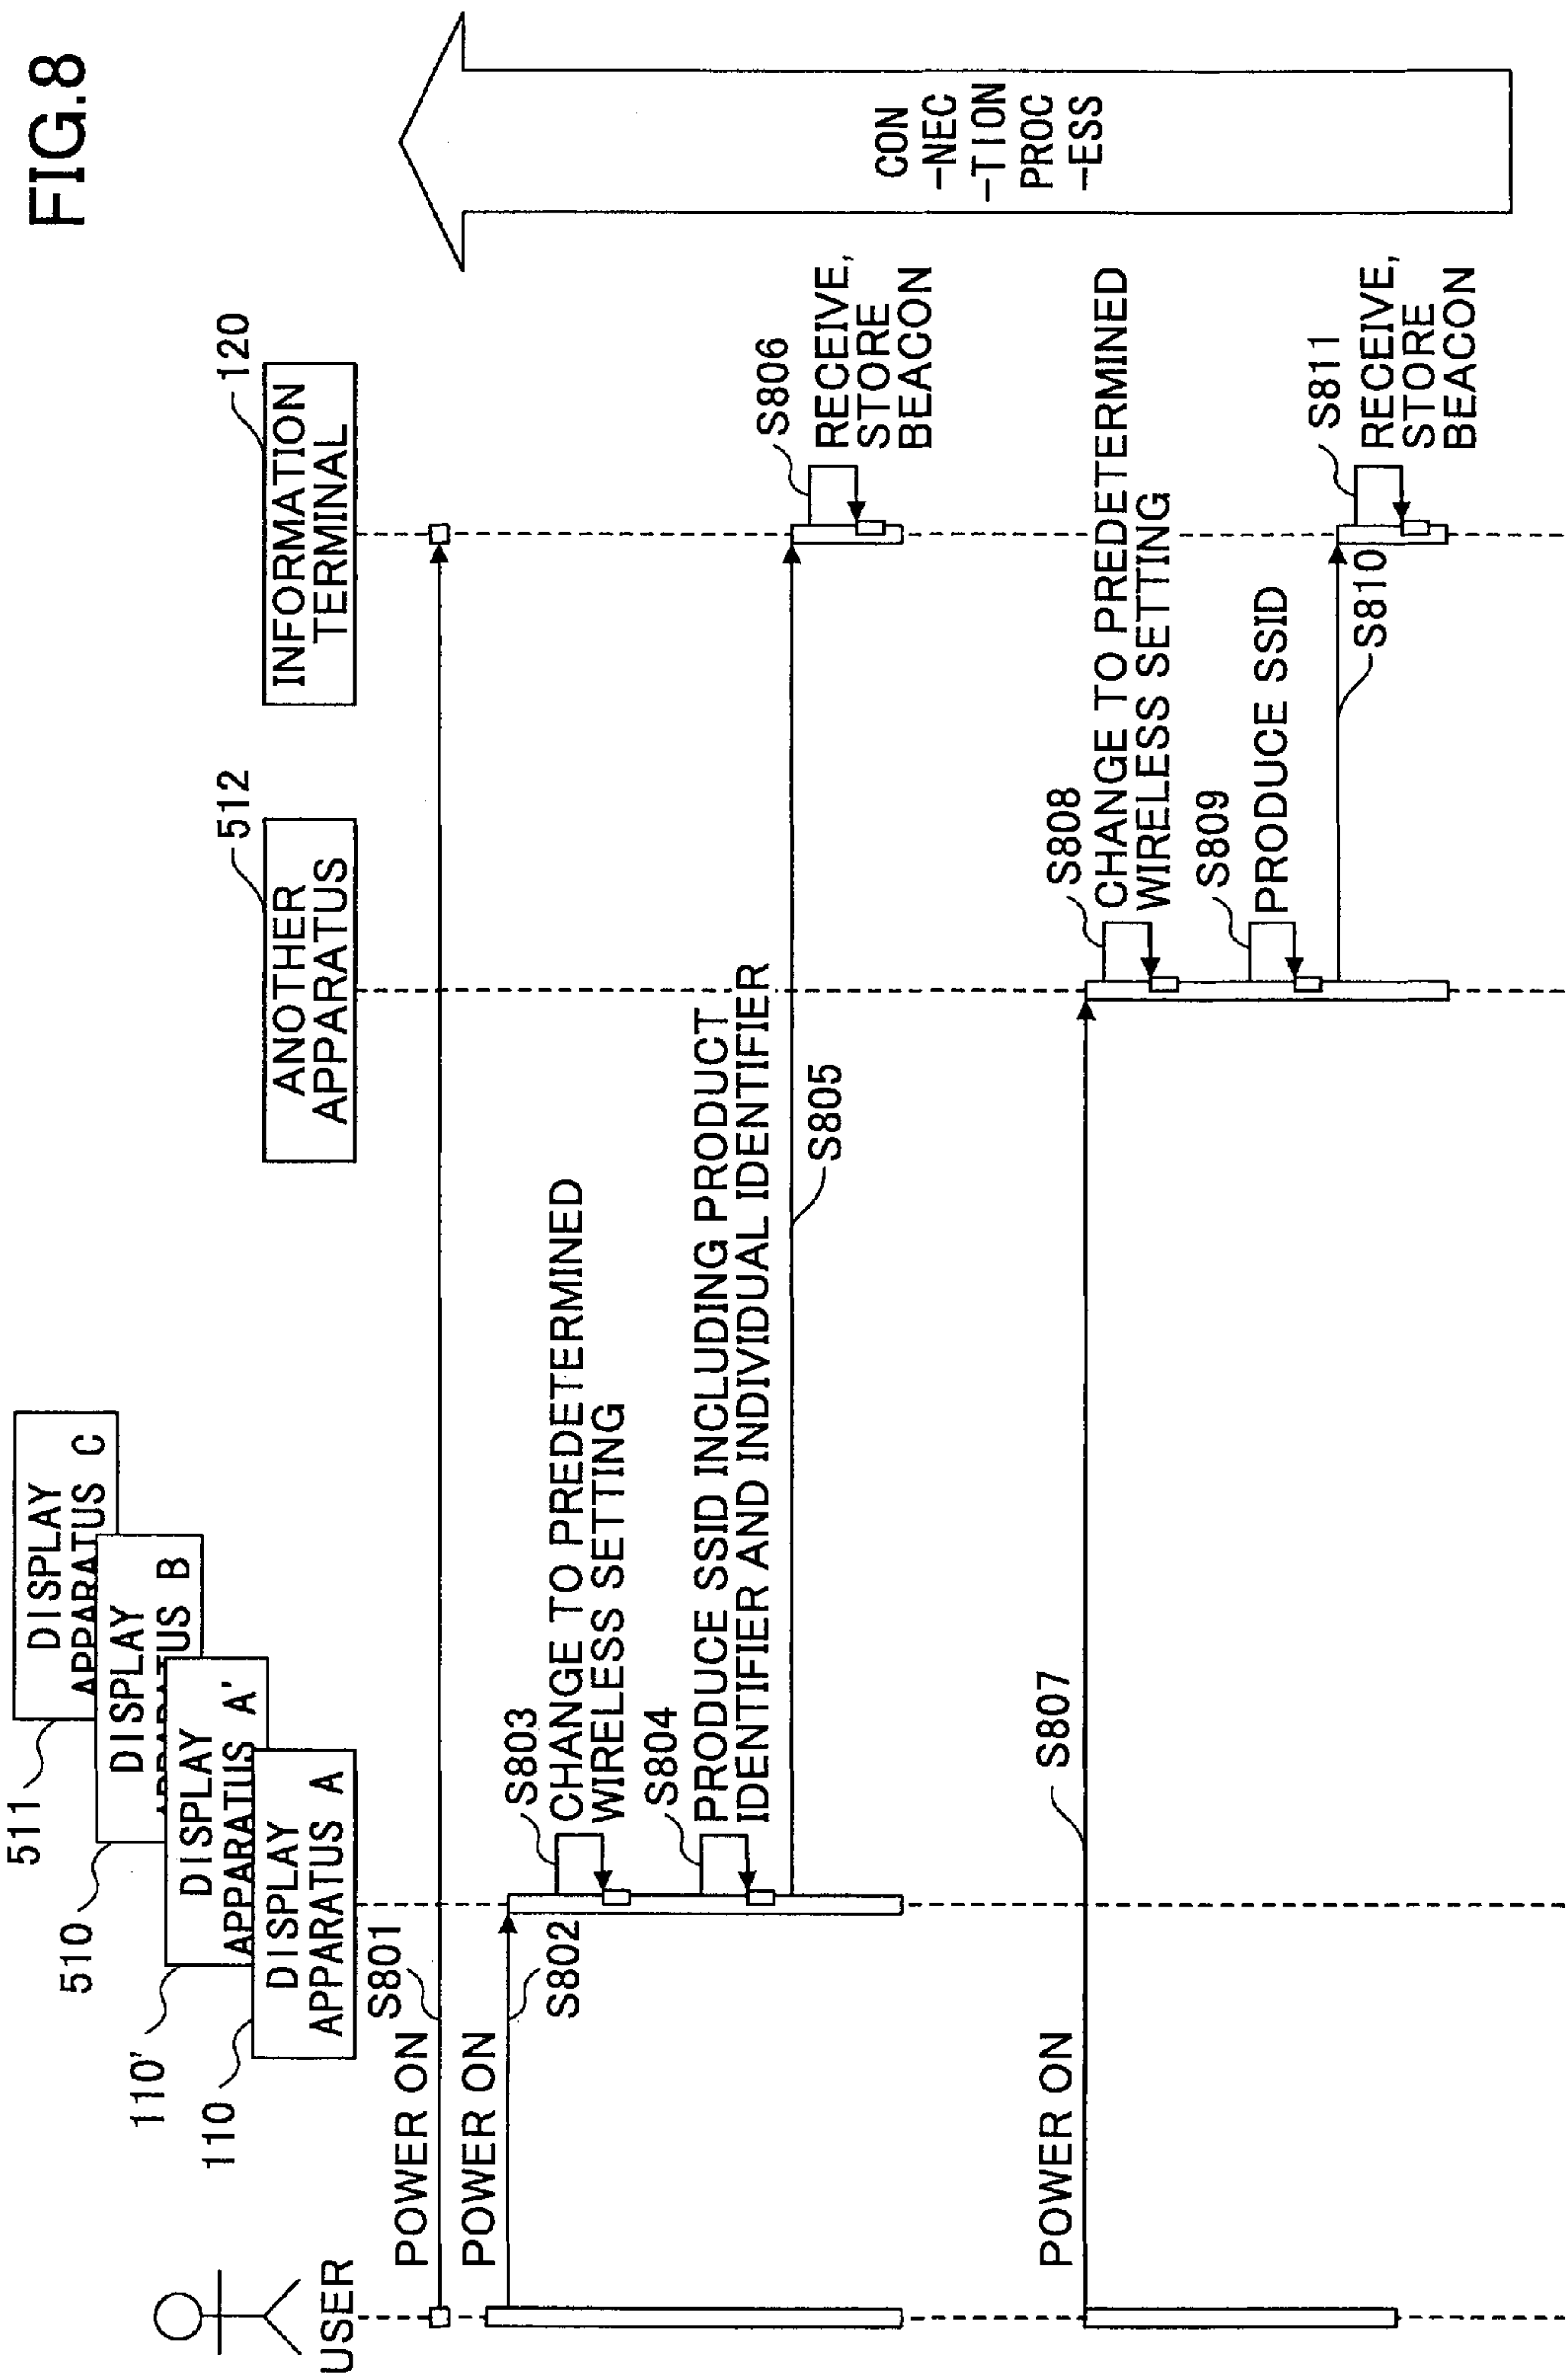 FIG.8
511
DISPLAY
APPARATUS C
510
DISPLAY
APPARATUS B
110'
DISPLAY
APPARATUS A'
110
DISPLAY
APPARATUS A
USER
ANOTHER
APPARATUS
512
INFORMATION
TERMINAL
120
POWER ON
S801
POWER ON
S802
S803
CHANGE TO PREDETERMINED
WIRELESS SETTING
S804
PRODUCE SSID INCLUDING PRODUCT
IDENTIFIER AND INDIVIDUAL IDENTIFIER
S805
S806
RECEIVE,
STORE
BEACON
POWER ON
S807
S808
CHANGE TO PREDETERMINED
WIRELESS SETTING
S809
PRODUCE SSID
S810
S811
RECEIVE,
STORE
BEACON
CON
-NEC
-TION
PROC
-ESS